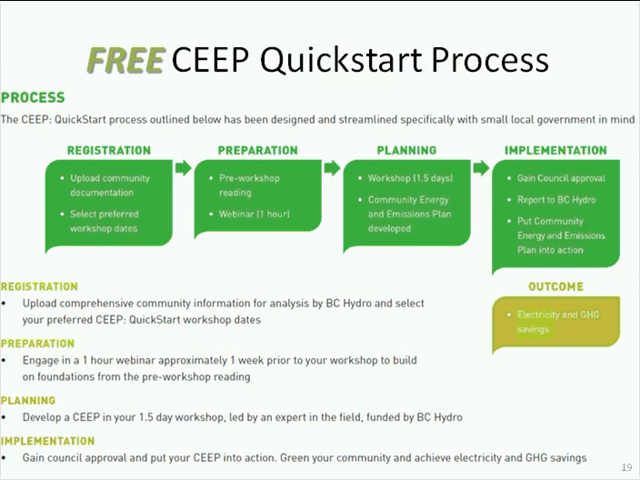 FREE CEEP Quickstart Process
PROCESS
The CEEP: QuickStart process outlined below has been designed and streamlined specifically with small local government in mind
REGISTRATION
• Upload community
documentation
• Select preferred
workshop dates
PREPARATION
• Pre-workshop
reading
• Webinar (1 hour)
PLANNING
• Workshop (1.5 days)
• Community Energy
and Emissions Plan
developed
IMPLEMENTATION
• Gain Council approval
• Report to BC Hydro
• Put Community
Energy and Emissions
Plan into action
OUTCOME
• Electricity and GHG
savings
REGISTRATION
• Upload comprehensive community information for analysis by BC Hydro and select
your preferred CEEP: QuickStart workshop dates
PREPARATION
• Engage in a 1 hour webinar approximately 1 week prior to your workshop to build
on foundations from the pre-workshop reading
PLANNING
• Develop a CEEP in your 1.5 day workshop, led by an expert in the field, funded by BC Hydro
IMPLEMENTATION
• Gain council approval and put your CEEP into action. Green your community and achieve electricity and GHG savings
19